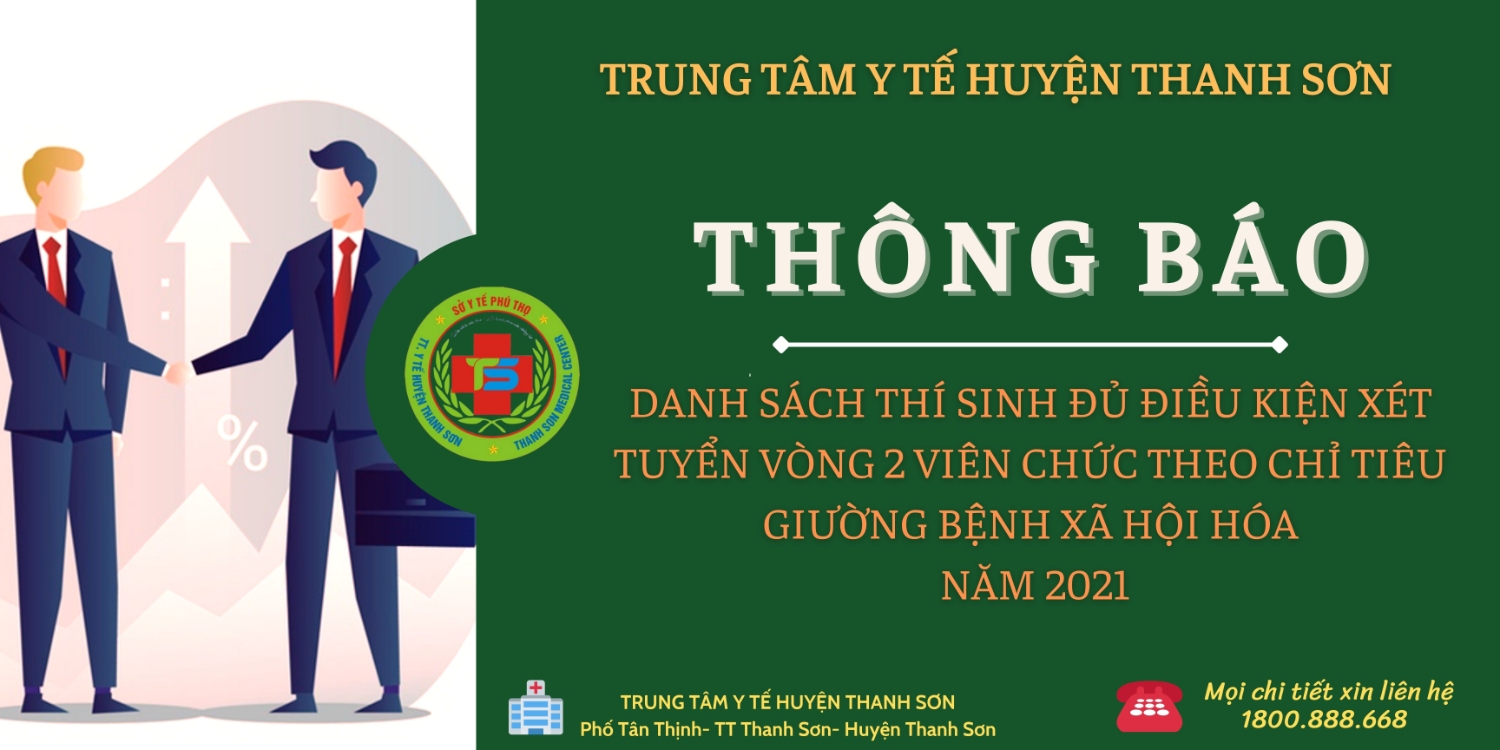 TRUNG TÂM Y TẾ HUYỆN THANH SƠN
THÔNG BÁO
DANH SÁCH THÍ SINH ĐỦ ĐIỀU KIỆN XÉT
TUYỂN VÒNG 2 VIÊN CHỨC THEO CHỈ TIÊU
GIƯỜNG BỆNH XÃ HỘI HÓA
NĂM 2021
%
SỞ Y TẾ PHÚ THỌ
TT. Y TẾ HUYỆN THANH SƠN
THANH SON MEDICAL CENTER
TS
TRUNG TÂM Y TẾ HUYỆN THANH SƠN
Phố Tân Thịnh- TT Thanh Sơn- Huyện Thanh Sơn
Mọi chi tiết xin liên hệ
1800.888.668